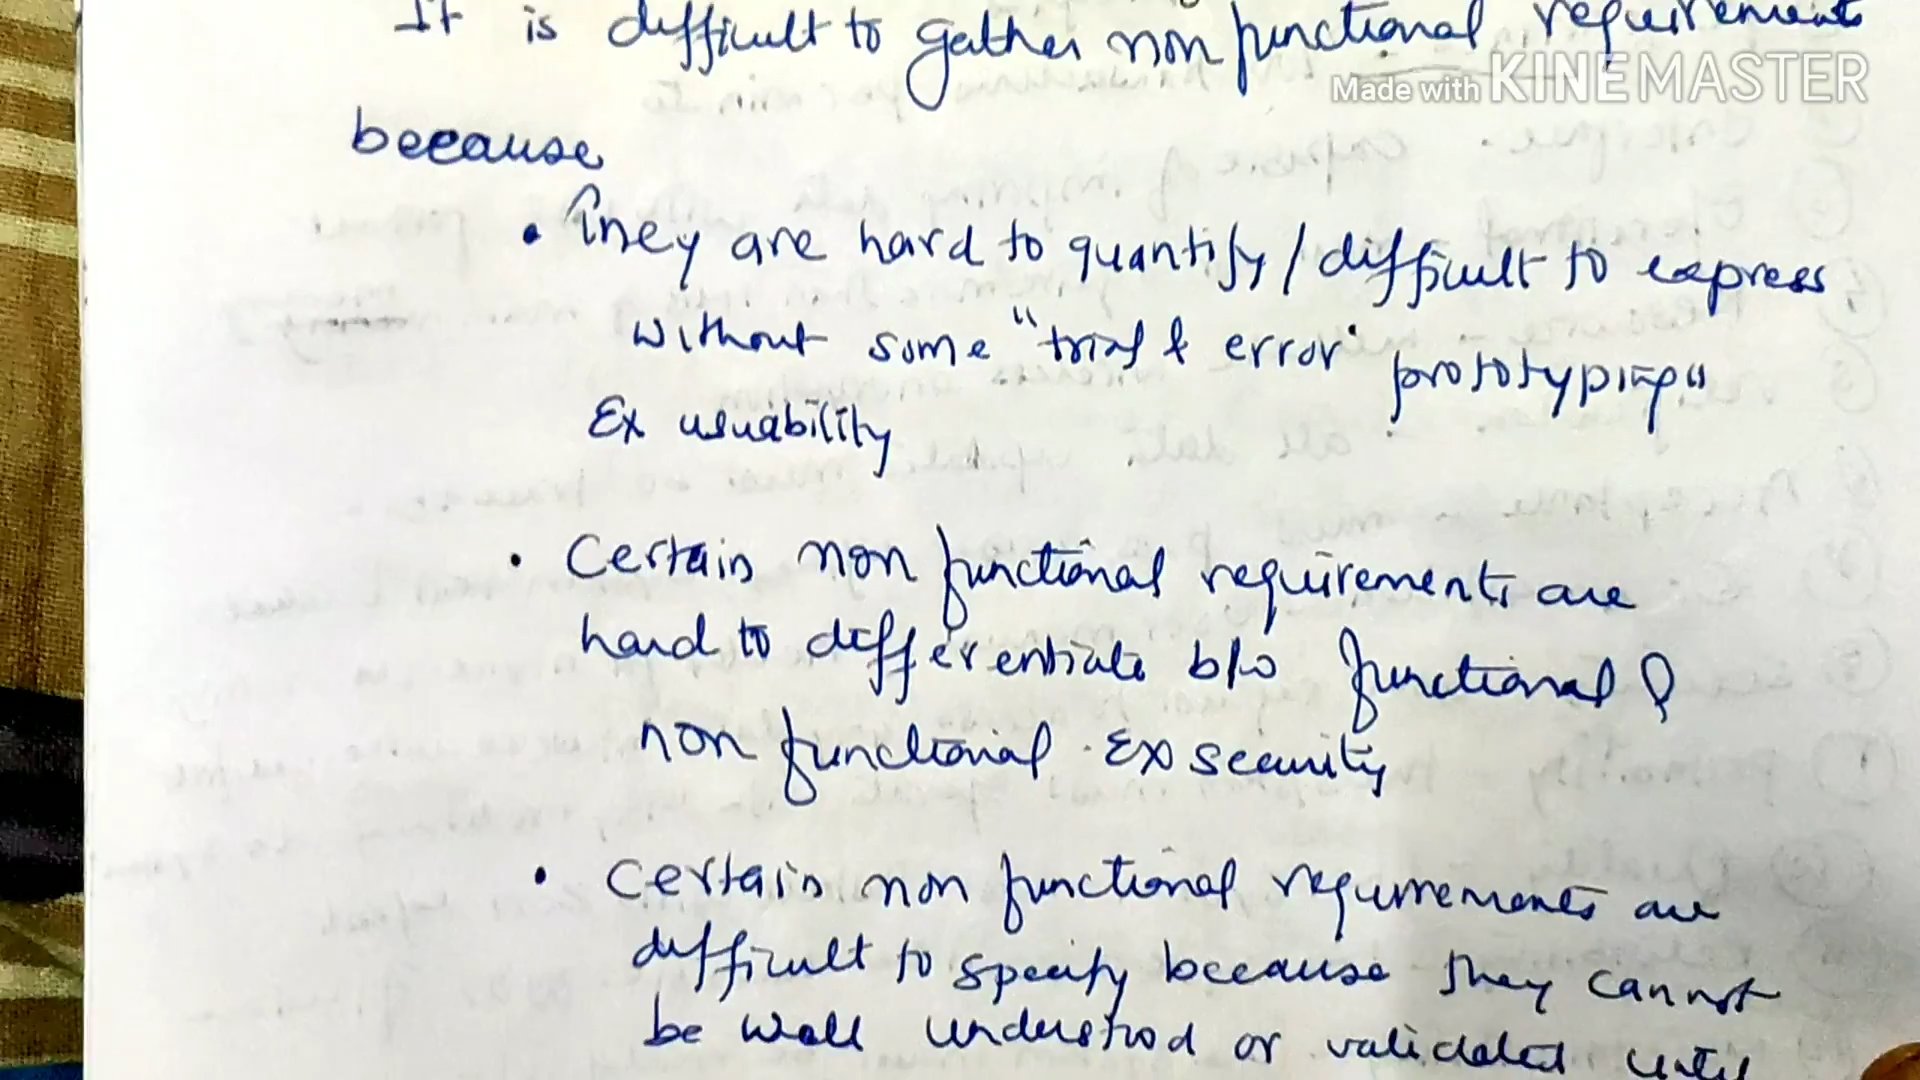 It is difficult to gather non functional requirements
Made with KINEMASTER
because
• They are hard to quantify / difficult to express
without some "trial & error" prototyping"
Ex usuability
• Certain non functional requirements are
hard to differentiate b/w functional &
non functional. Ex security
• Certain non functional requirements are
difficult to specify because they cannot
be well understood or validated until